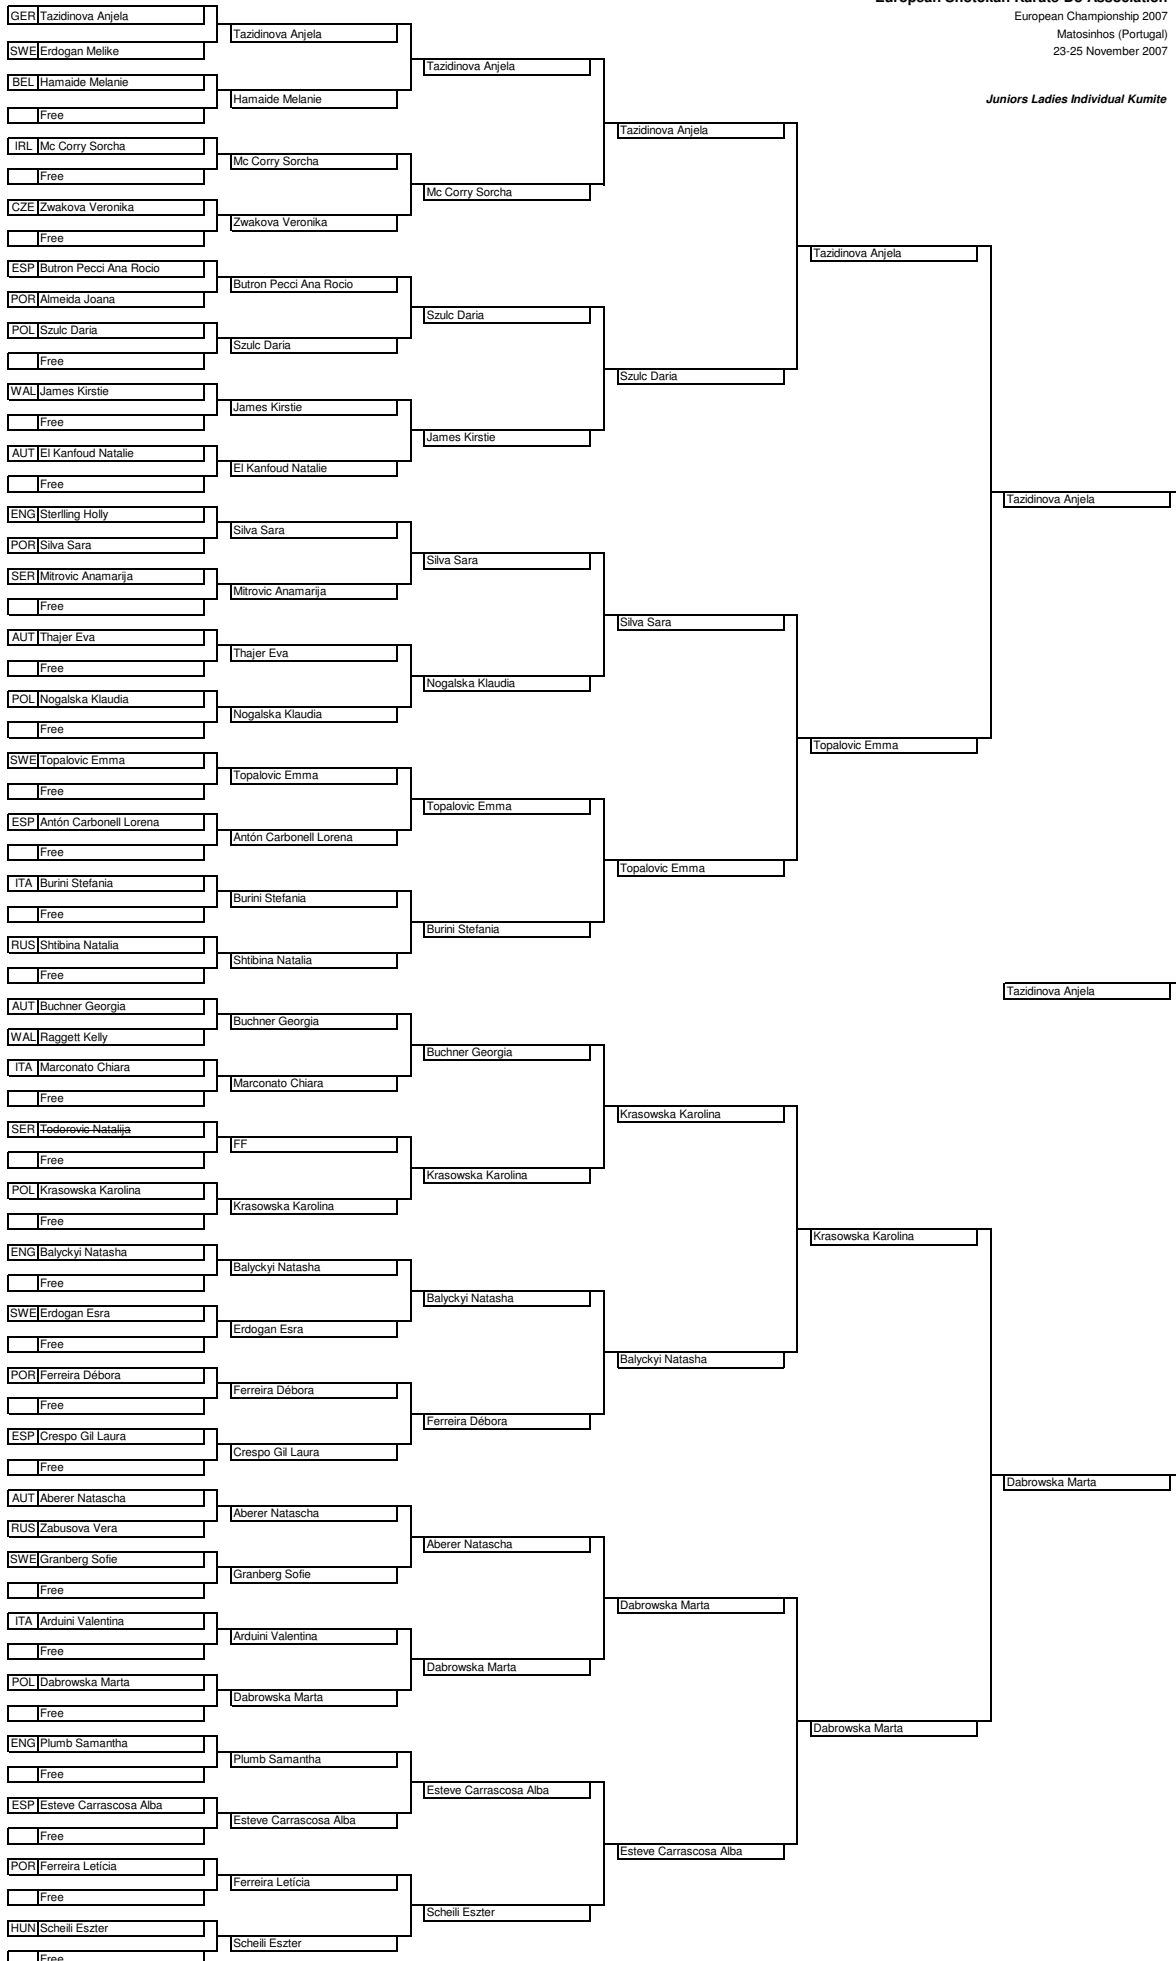 European Shotokan Karate-Do Association
European Championship 2007
Matosinhos (Portugal)
23-25 November 2007
Juniors Ladies Individual Kumite
GER Tazidinova Anjela
SWE Erdogan Melike
BEL Hamaide Melanie
Free
IRL Mc Corry Sorcha
Free
CZE Zwakova Veronika
Free
ESP Butron Pecci Ana Rocio
POR Almeida Joana
POL Szulc Daria
Free
WAL James Kirstie
Free
AUT El Kanfoud Natalie
Free
ENG Sterlling Holly
POR Silva Sara
SER Mitrovic Anamarija
Free
AUT Thajer Eva
Free
POL Nogalska Klaudia
Free
SWE Topalovic Emma
Free
ESP Antón Carbonell Lorena
Free
ITA Burini Stefania
Free
RUS Shtibina Natalia
Free
AUT Buchner Georgia
WAL Raggett Kelly
ITA Marconato Chiara
Free
SER Todorovic Natalija
Free
POL Krasowska Karolina
Free
ENG Balyckyi Natasha
Free
SWE Erdogan Esra
Free
POR Ferreira Débora
Free
ESP Crespo Gil Laura
Free
AUT Aberer Natascha
RUS Zabusova Vera
SWE Granberg Sofie
Free
ITA Arduini Valentina
Free
POL Dabrowska Marta
Free
ENG Plumb Samantha
Free
ESP Esteve Carrascosa Alba
Free
POR Ferreira Letícia
Free
HUN Scheili Eszter
Free
Tazidinova Anjela
Hamaide Melanie
Mc Corry Sorcha
Zwakova Veronika
Butron Pecci Ana Rocio
Szulc Daria
James Kirstie
El Kanfoud Natalie
Silva Sara
Mitrovic Anamarija
Thajer Eva
Nogalska Klaudia
Topalovic Emma
Antón Carbonell Lorena
Burini Stefania
Shtibina Natalia
Buchner Georgia
Marconato Chiara
FF
Krasowska Karolina
Balyckyi Natasha
Erdogan Esra
Ferreira Débora
Crespo Gil Laura
Aberer Natascha
Granberg Sofie
Arduini Valentina
Dabrowska Marta
Plumb Samantha
Esteve Carrascosa Alba
Ferreira Letícia
Scheili Eszter
Tazidinova Anjela
Mc Corry Sorcha
Szulc Daria
James Kirstie
Silva Sara
Nogalska Klaudia
Topalovic Emma
Burini Stefania
Buchner Georgia
Krasowska Karolina
Balyckyi Natasha
Ferreira Débora
Aberer Natascha
Dabrowska Marta
Esteve Carrascosa Alba
Scheili Eszter
Tazidinova Anjela
Szulc Daria
Silva Sara
Topalovic Emma
Krasowska Karolina
Balyckyi Natasha
Dabrowska Marta
Esteve Carrascosa Alba
Tazidinova Anjela
Topalovic Emma
Krasowska Karolina
Dabrowska Marta
Tazidinova Anjela
Dabrowska Marta
Tazidinova Anjela